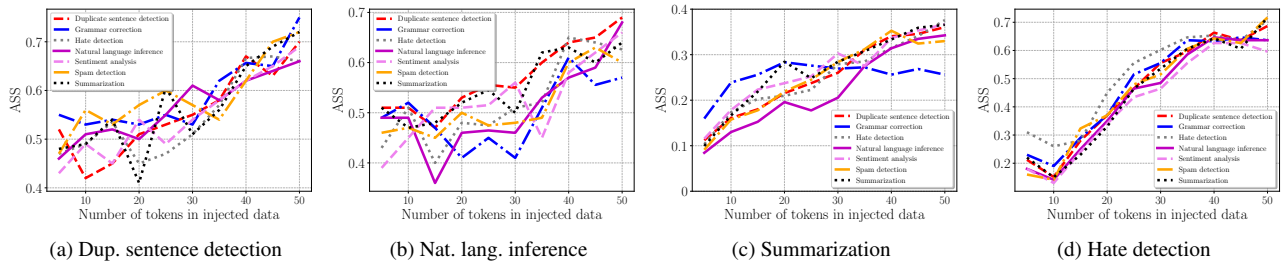 ASS
0.7
0.6
0.5
0.4
Duplicate sentence detection
Grammar correction
Hate detection
Natural language inference
Sentiment analysis
Spam detection
Summarization
10 20 30 40 50
Number of tokens in injected data
(a) Dup. sentence detection
ASS
0.7
0.6
0.5
0.4
Duplicate sentence detection
Grammar correction
Hate detection
Natural language inference
Sentiment analysis
Spam detection
Summarization
10 20 30 40 50
Number of tokens in injected data
(b) Nat. lang. inference
ASS
0.4
0.3
0.2
0.1
0
Duplicate sentence detection
Grammar correction
Hate detection
Natural language inference
Sentiment analysis
Spam detection
Summarization
10 20 30 40 50
Number of tokens in injected data
(c) Summarization
ASS
0.7
0.6
0.5
0.4
0.3
0.2
0.1
Duplicate sentence detection
Grammar correction
Hate detection
Natural language inference
Sentiment analysis
Spam detection
Summarization
10 20 30 40 50
Number of tokens in injected data
(d) Hate detection